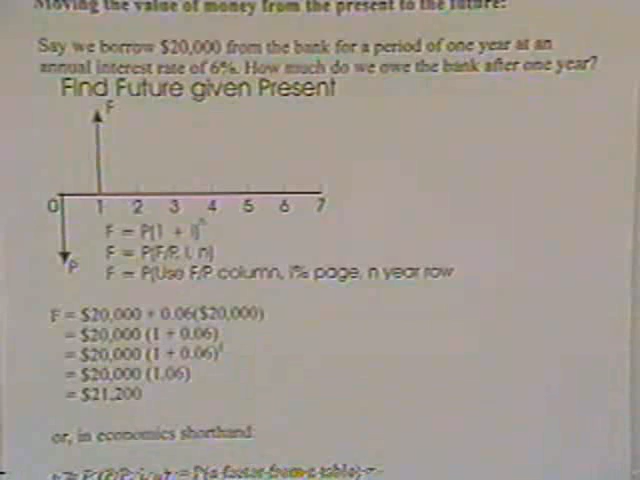 Moving the value of money from the present to the future:
Say we borrow $20,000 from the bank for a period of one year at an
annual interest rate of 6%. How much do we owe the bank after one year?
Find Future given Present
F
0 1 2 3 4 5 6 7
P
F = P(1 + i)^n
F = P(F/P, i, n)
F = P(Use F/P column, i% page, n year row
F = $20,000 + 0.06($20,000)
= $20,000 (1 + 0.06)
= $20,000 (1 + 0.06)¹
= $20,000 (1.06)
= $21,200
or, in economics shorthand
= P(a factor from a table)